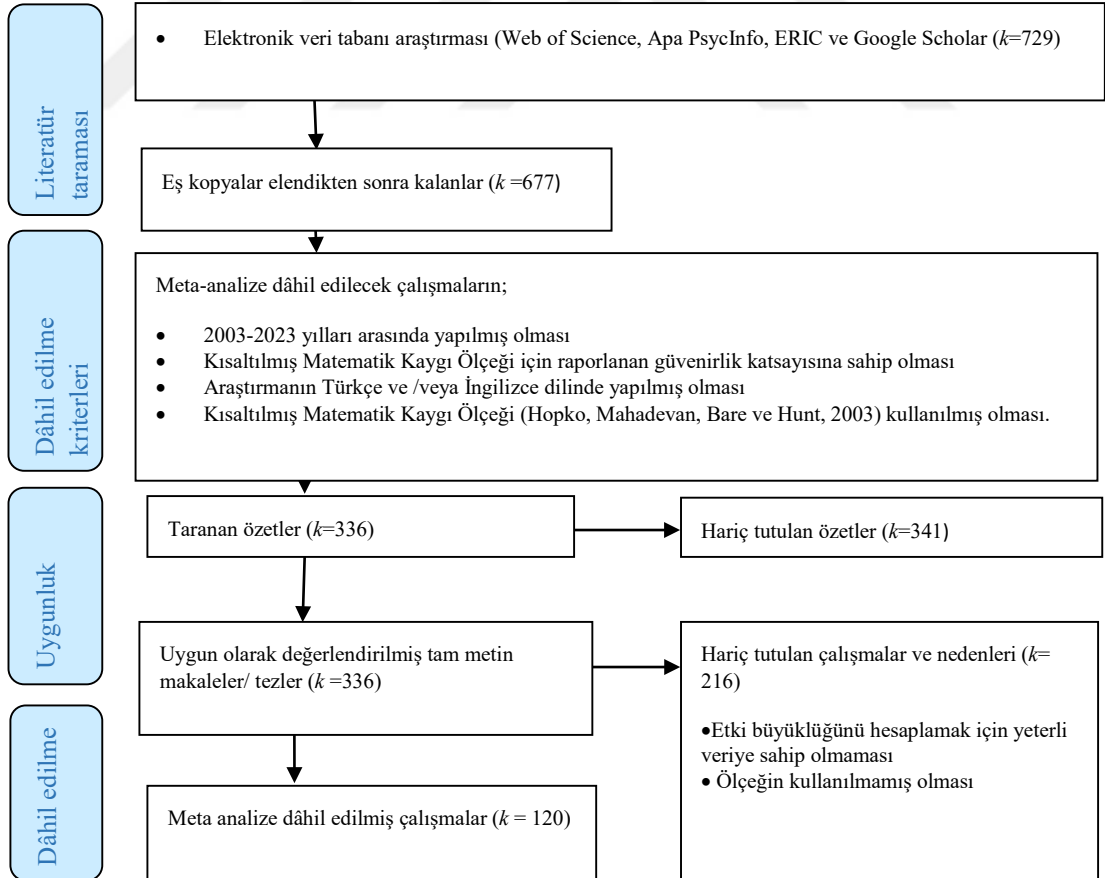 Literatür
taraması
• Elektronik veri tabanı araştırması (Web of Science, Apa PsycInfo, ERIC ve Google Scholar (k=729)
Eş kopyalar elendikten sonra kalanlar (k =677)
Dâhil edilme
kriterleri
Meta-analize dâhil edilecek çalışmaların;
• 2003-2023 yılları arasında yapılmış olması
• Kısaltılmış Matematik Kaygı Ölçeği için raporlanan güvenirlik katsayısına sahip olması
• Araştırmanın Türkçe ve /veya İngilizce dilinde yapılmış olması
• Kısaltılmış Matematik Kaygı Ölçeği (Hopko, Mahadevan, Bare ve Hunt, 2003) kullanılmış olması.
Uygunluk
Taranan özetler (k=336)
Hariç tutulan özetler (k=341)
Uygun olarak değerlendirilmiş tam metin
makaleler/ tezler (k =336)
Hariç tutulan çalışmalar ve nedenleri (k=
216)
•Etki büyüklüğünü hesaplamak için yeterli
veriye sahip olmaması
• Ölçeğin kullanılmamış olması
Dâhil edilme
Meta analize dâhil edilmiş çalışmalar (k = 120)